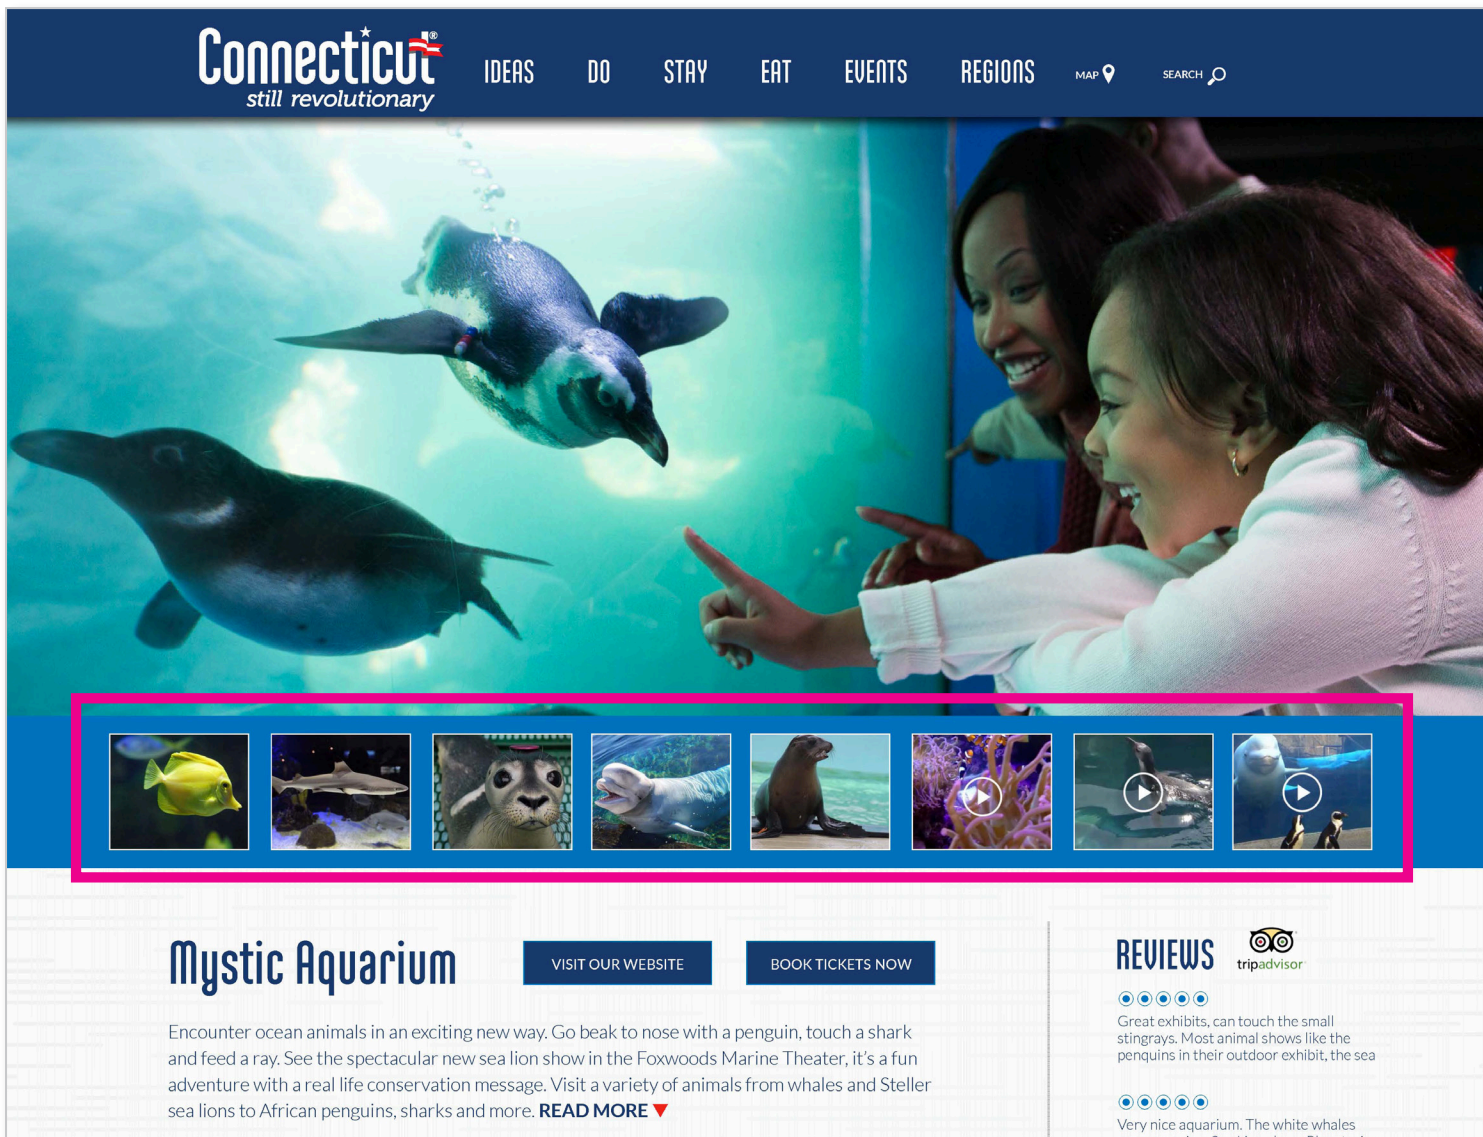 Connecticut®
still revolutionary
IDEAS DO STAY EAT EVENTS REGIONS MAP SEARCH
Mystic Aquarium
VISIT OUR WEBSITE
BOOK TICKETS NOW
Encounter ocean animals in an exciting new way. Go beak to nose with a penguin, touch a shark
and feed a ray. See the spectacular new sea lion show in the Foxwoods Marine Theater, it's a fun
adventure with a real life conservation message. Visit a variety of animals from whales and Steller
sea lions to African penguins, sharks and more. READ MORE
REVIEWS
tripadvisor
Great exhibits, can touch the small
stingrays. Most animal shows like the
penquins in their outdoor exhibit, the sea
Very nice aquarium. The white whales